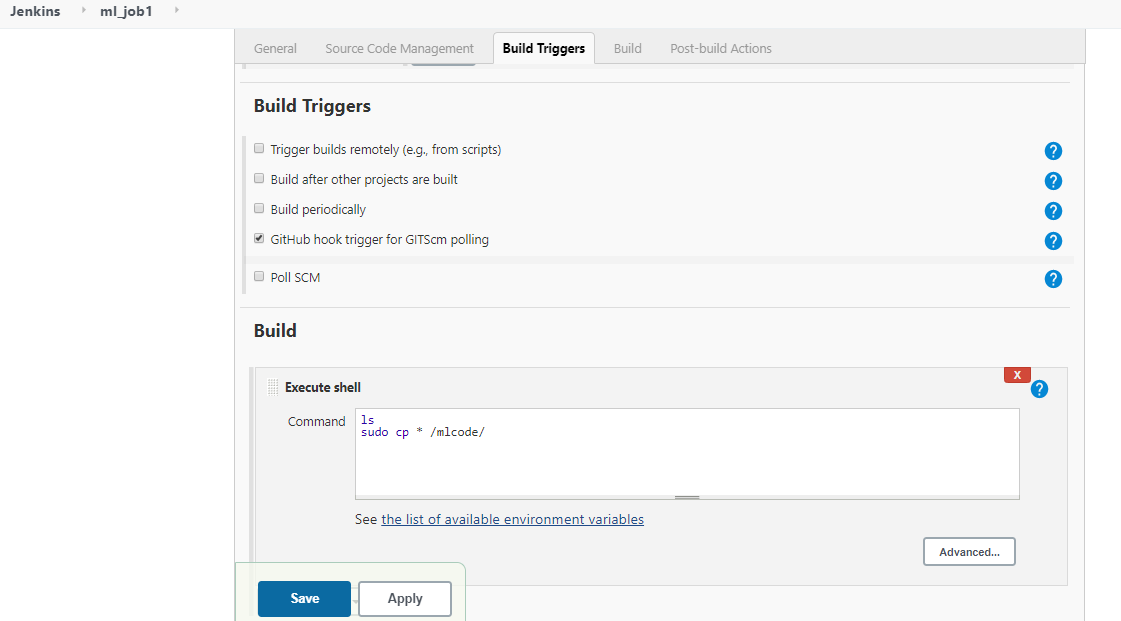 Jenkins ml_job1
General Source Code Management Build Triggers Build Post-build Actions
Build Triggers
Trigger builds remotely (e.g., from scripts)
Build after other projects are built
Build periodically
GitHub hook trigger for GITScm polling
Poll SCM
Build
X
Execute shell
Command
ls
sudo cp * /mlcode/
See the list of available environment variables
Advanced...
Save Apply